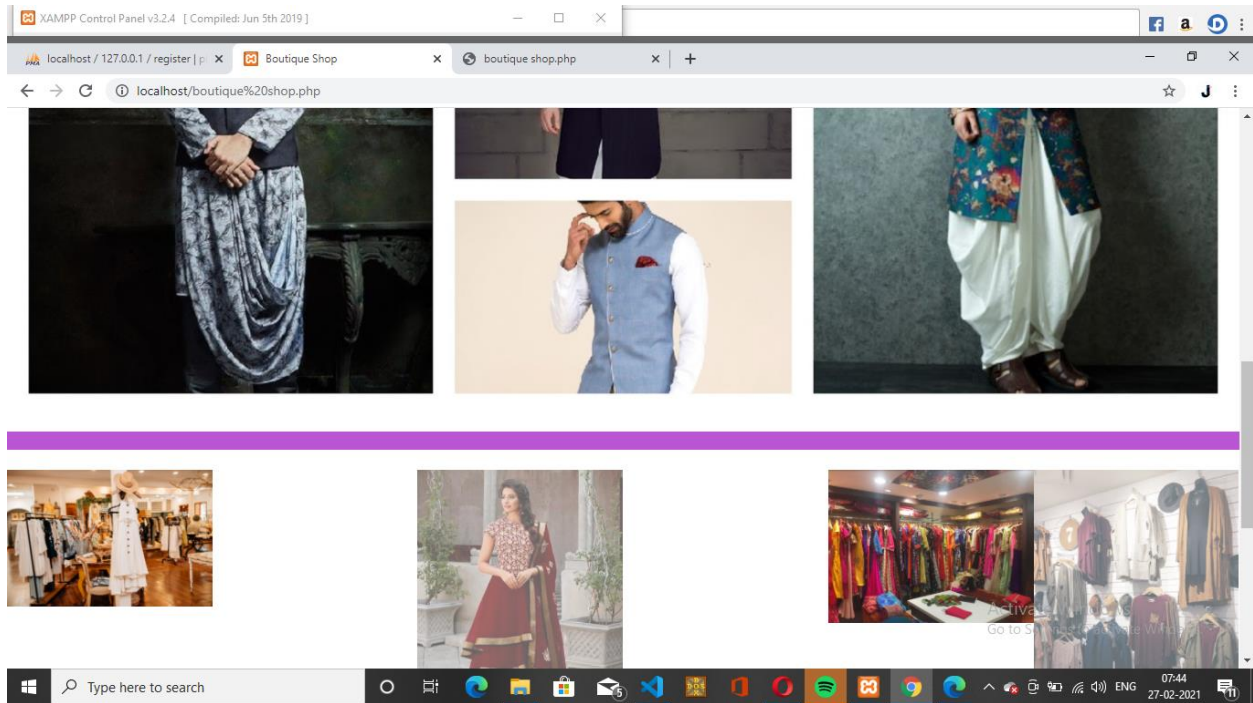 XAMPP Control Panel v3.2.4 [ Compiled: Jun 5th 2019 ]
localhost / 127.0.0.1 / register | p
Boutique Shop
boutique shop.php
localhost/boutique%20shop.php
Go to
Type here to search
ENG
07:44
27-02-2021